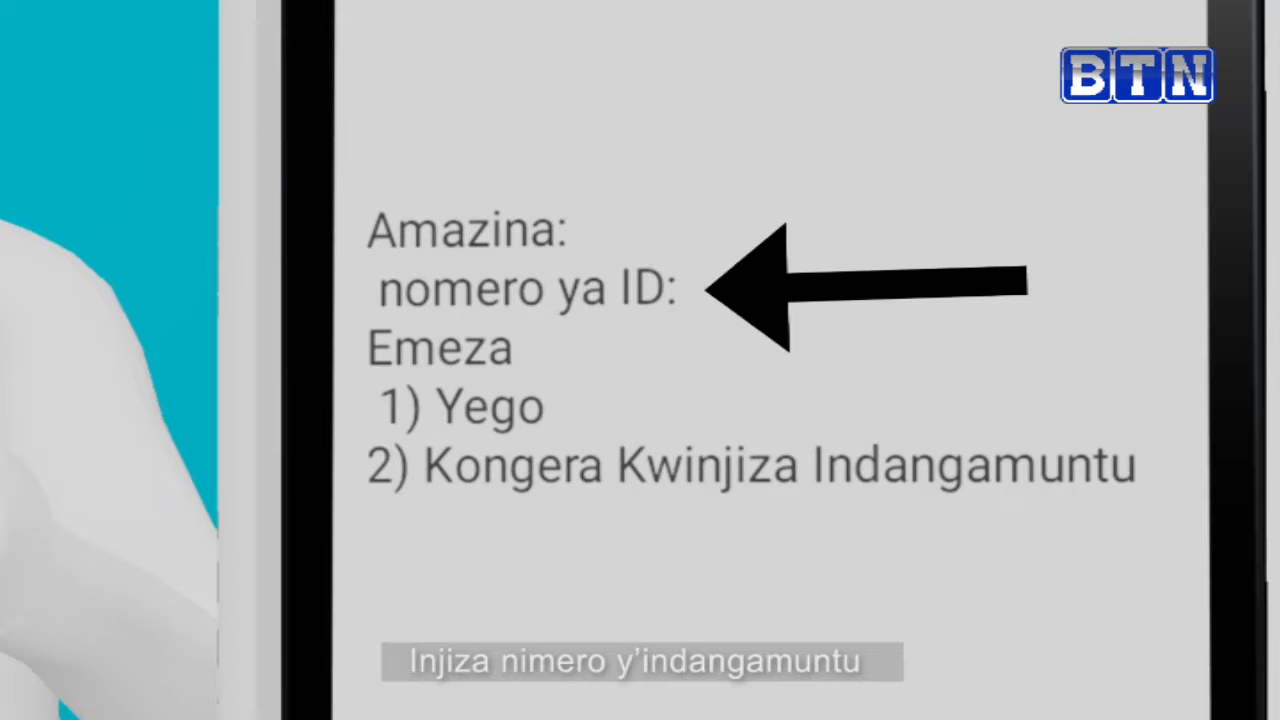 BTN
Amazina:
nomero ya ID:
Emeza
1) Yego
2) Kongera Kwinjiza Indangamuntu
Injiza nimero y'indangamuntu